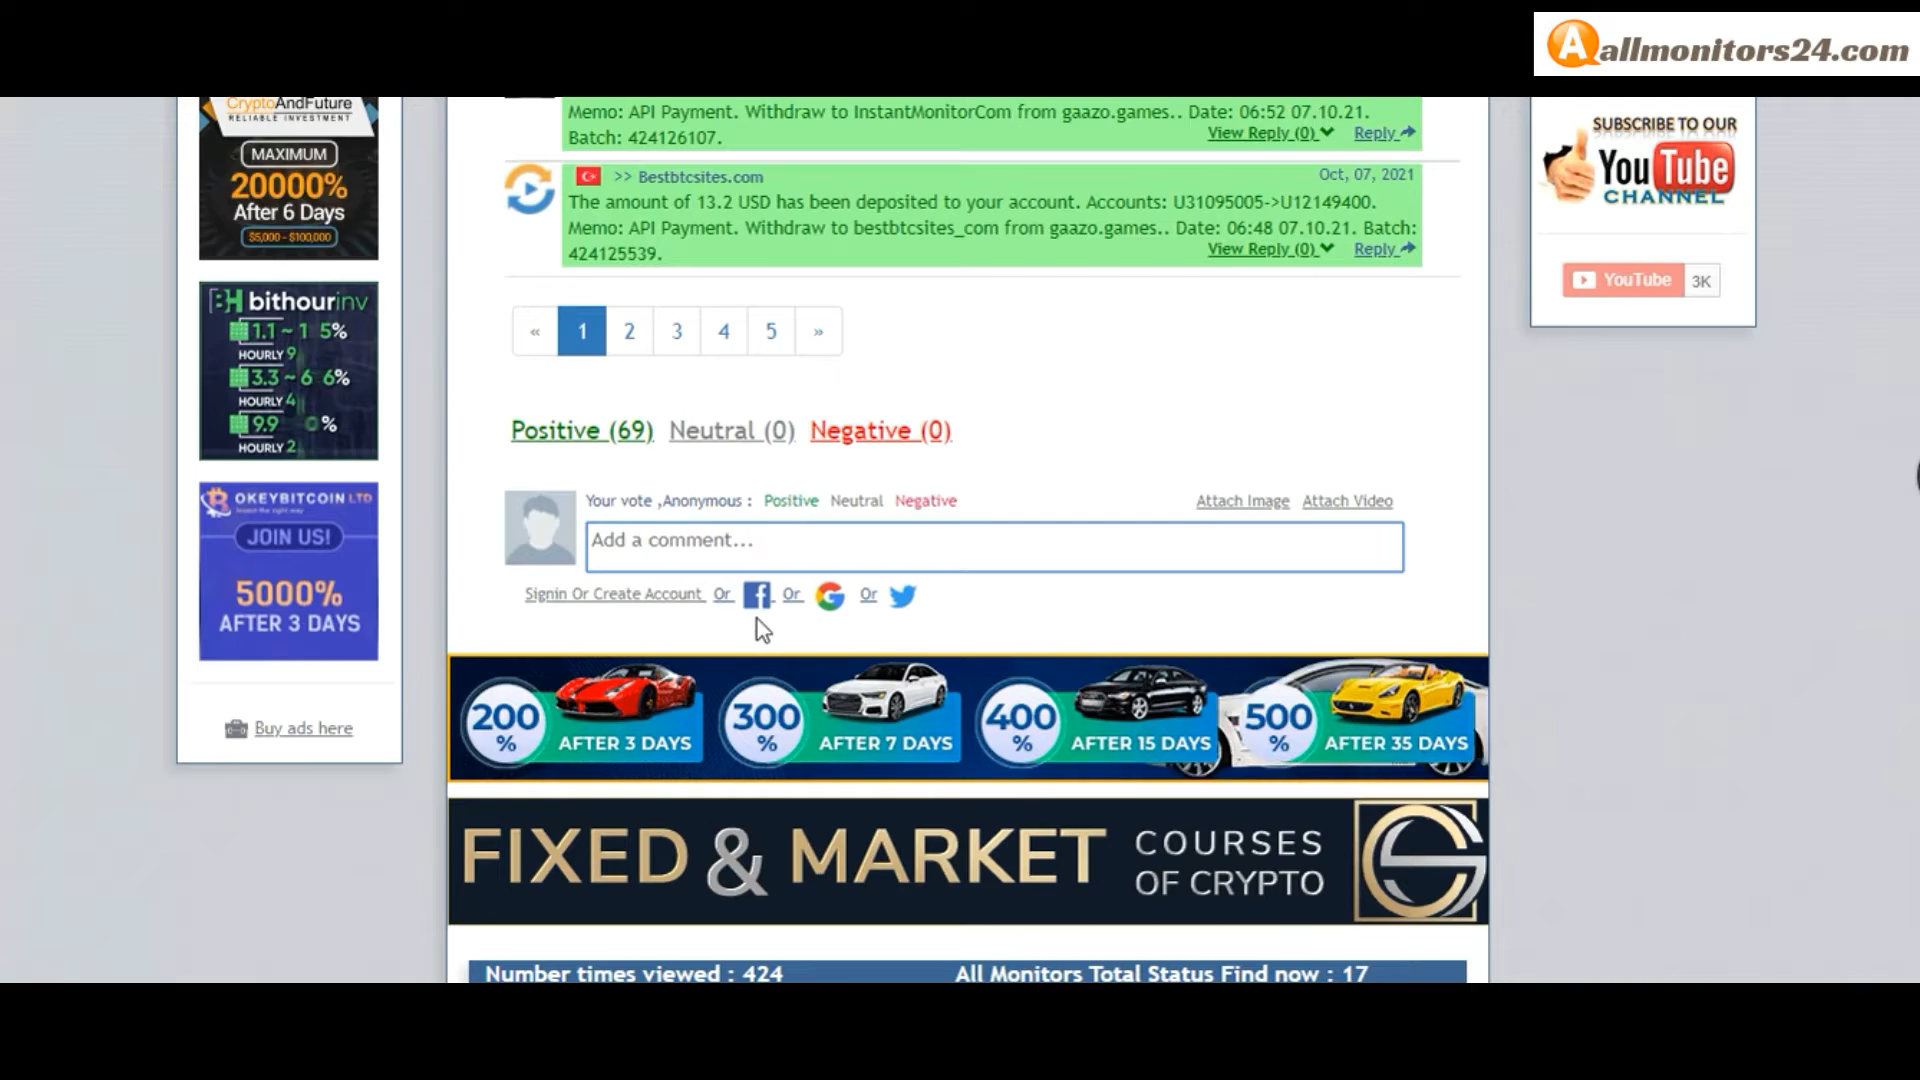 allmonitors24.com
CryptoAndFuture
RELIABLE INVESTMENT
MAXIMUM
20000%
After 6 Days
$5,000 - $100,000
bithourinv
HOURLY 9
HOURLY 4
HOURLY 2
OKEYBITCOIN LTD
JOIN US!
5000%
AFTER 3 DAYS
Buy ads here
Memo: API Payment. Withdraw to InstantMonitorCom from gaazo.games.. Date: 06:52 07.10.21.
Batch: 424126107.
View Reply (0) Reply
>> Bestbtcsites.com Oct, 07, 2021
The amount of 13.2 USD has been deposited to your account. Accounts: U31095005->U12149400.
Memo: API Payment. Withdraw to bestbtcsites_com from gaazo.games.. Date: 06:48 07.10.21. Batch:
424125539.
View Reply (0) Reply
« 1 2 3 4 5 »
Positive (69) Neutral (0) Negative (0)
Your vote ,Anonymous : Positive Neutral Negative Attach Image Attach Video
Add a comment...
Signin Or Create Account Or Or Or
200% AFTER 3 DAYS
300% AFTER 7 DAYS
400% AFTER 15 DAYS
500% AFTER 35 DAYS
FIXED & MARKET
COURSES
OF CRYPTO
Number times viewed : 424 All Monitors Total Status Find now : 17
SUBSCRIBE TO OUR
YouTube
CHANNEL
YouTube 3K